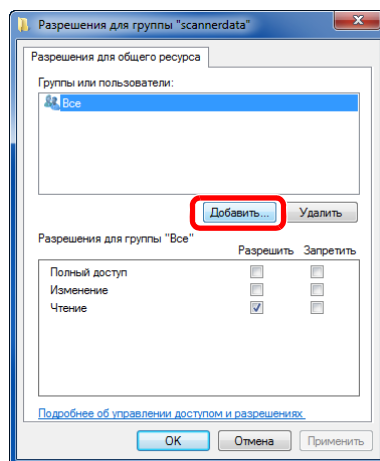 Разрешения для группы "scannerdata"
Разрешения для общего ресурса
Группы или пользователи:
Все
Добавить... Удалить
Разрешения для группы "Все"
Разрешить Запретить
Полный доступ
Изменение
Чтение
Подробнее об управлении доступом и разрешениях
OK Отмена Применить